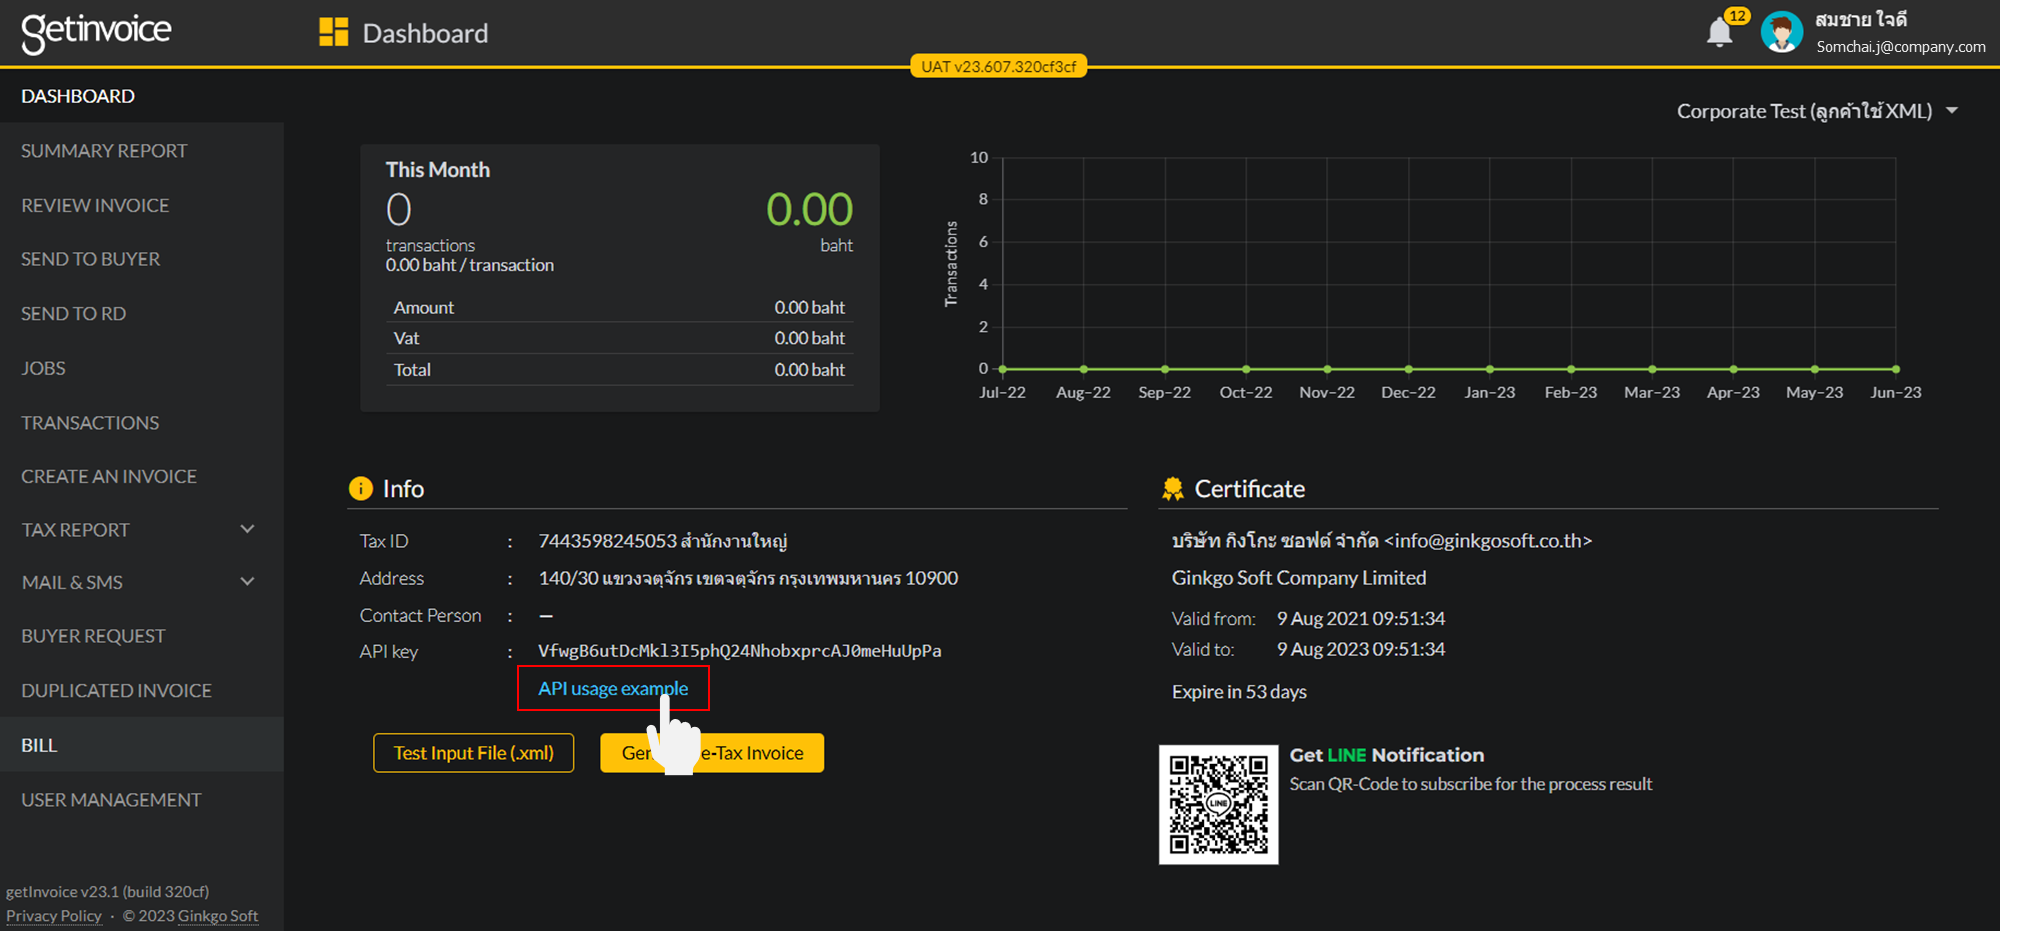 getinvoice
Dashboard
12
สมชาย ใจดี
Somchai.j@company.com
UAT v23.607.320cf3cf
DASHBOARD
SUMMARY REPORT
REVIEW INVOICE
SEND TO BUYER
SEND TO RD
JOBS
TRANSACTIONS
CREATE AN INVOICE
TAX REPORT
MAIL & SMS
BUYER REQUEST
DUPLICATED INVOICE
BILL
USER MANAGEMENT
getInvoice v23.1 (build 320cf)
Privacy Policy · © 2023 Ginkgo Soft
Corporate Test (ลูกค้าใช้ XML)
This Month
0
0.00
transactions
baht
0.00 baht / transaction
Amount 0.00 baht
Vat 0.00 baht
Total 0.00 baht
Transactions
10
8
6
4
2
0
Jul-22 Aug-22 Sep-22 Oct-22 Nov-22 Dec-22 Jan-23 Feb-23 Mar-23 Apr-23 May-23 Jun-23
Info
Tax ID : 7443598245053 สำนักงานใหญ่
Address : 140/30 แขวงจตุจักร เขตจตุจักร กรุงเทพมหานคร 10900
Contact Person : —
API key : VfwgB6utDcMkl3I5phQ24NhobxprcAJ0meHuUpPa
API usage example
Test Input File (.xml)
e-Tax Invoice
Certificate
บริษัท กิงโกะ ซอฟต์ จำกัด <info@ginkgosoft.co.th>
Ginkgo Soft Company Limited
Valid from: 9 Aug 2021 09:51:34
Valid to: 9 Aug 2023 09:51:34
Expire in 53 days
LINE
Get LINE Notification
Scan QR-Code to subscribe for the process result